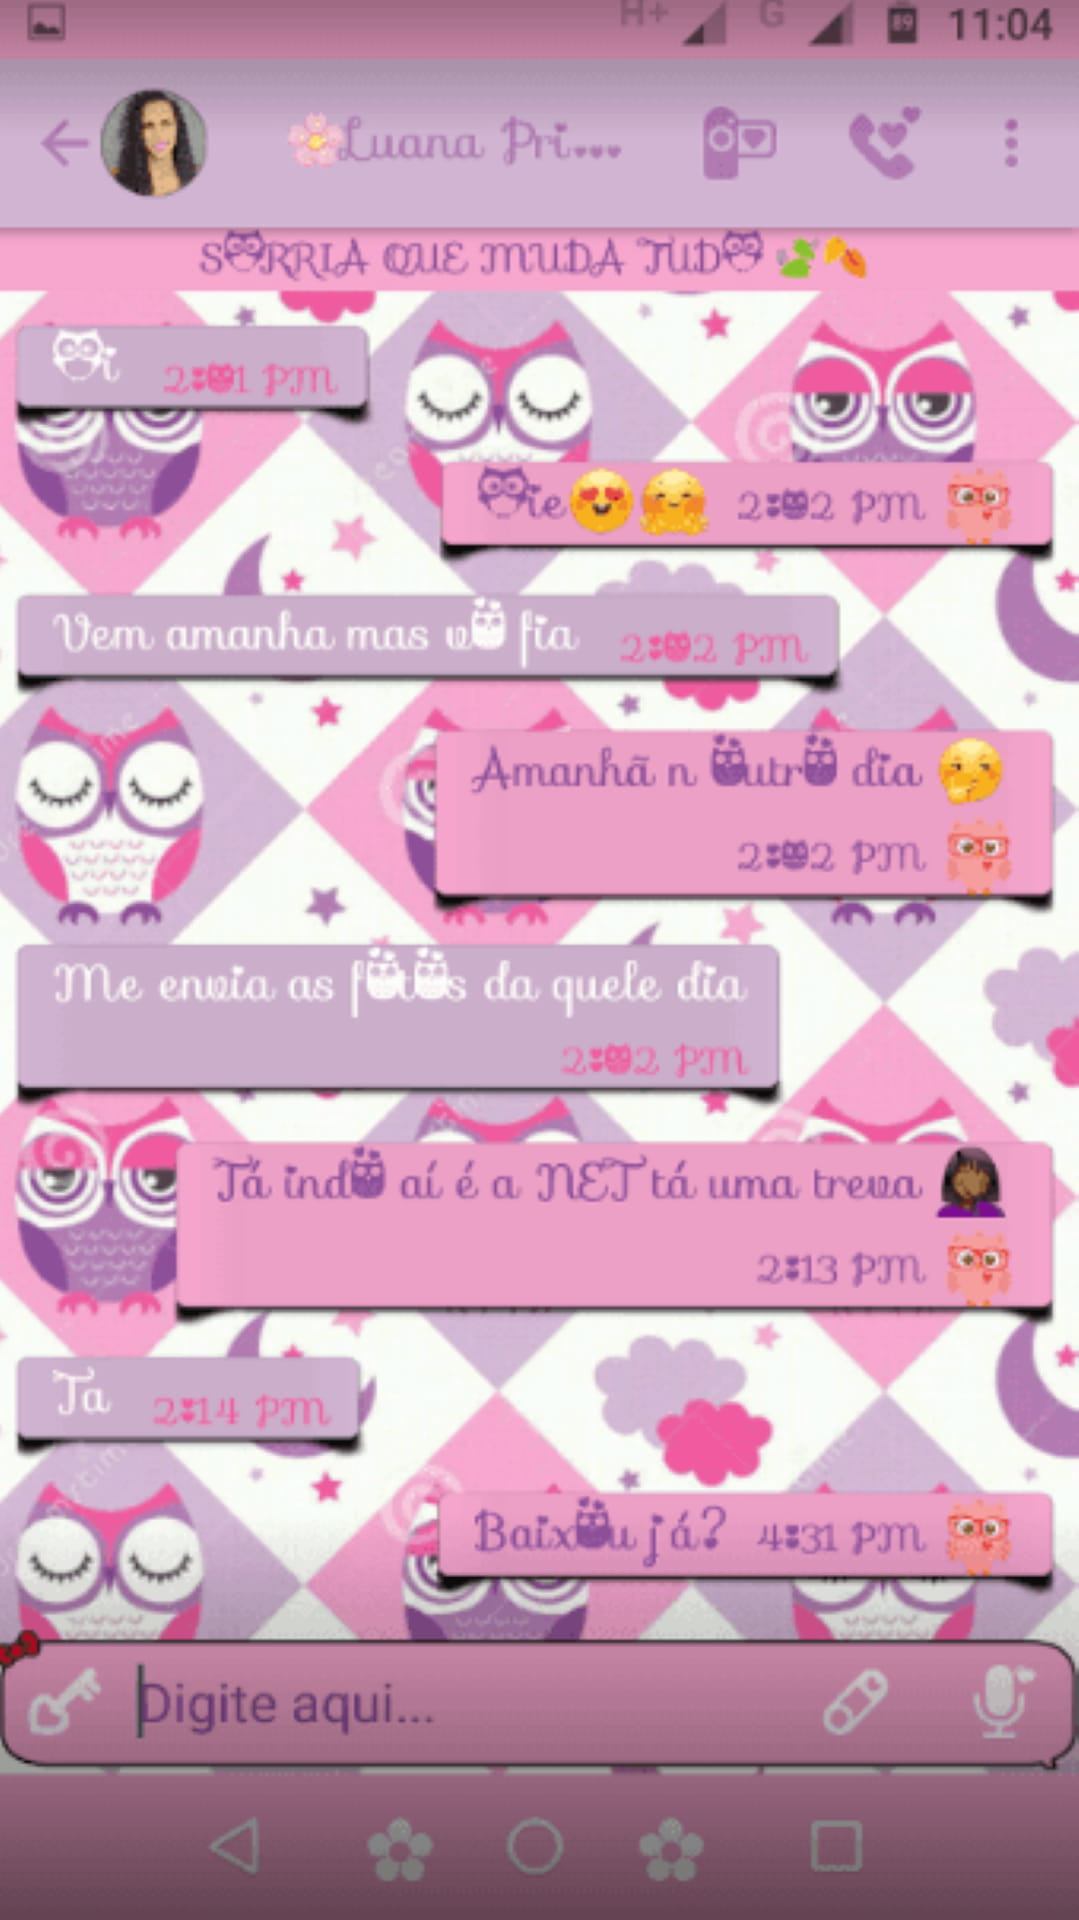 H+ G 89 11:04
🌸Luana Pri...
SORRIA QUE MUDA TUDO 🌿🍂
Oi 2:01 PM
Oie😍🤗 2:02 PM
Vem amanha mas vo fia 2:02 PM
Amanhã n outro dia 🤔
2:02 PM
Me envia as fotos da quele dia
2:02 PM
Tá indo aí é a NET tá uma treva 🤦🏾‍♀️
2:13 PM
Ta 2:14 PM
Baixou já? 4:31 PM
Digite aqui...